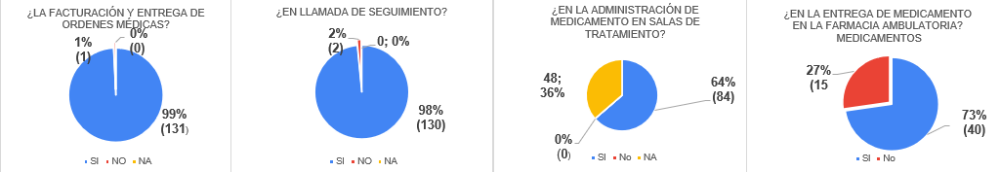 ¿LA FACTURACIÓN Y ENTREGA DE
ORDENES MÉDICAS?
1%
(1)
0%
(0)
99%
(131)
SI NO NA
¿EN LLAMADA DE SEGUIMIENTO?
2%
(2)
0; 0%
98%
(130)
SI NO NA
¿EN LA ADMINISTRACIÓN DE
MEDICAMENTO EN SALAS DE
TRATAMIENTO?
48;
36%
64%
(84)
0%
(0)
SI No NA
¿EN LA ENTREGA DE MEDICAMENTO
EN LA FARMACIA AMBULATORIA?
MEDICAMENTOS
27%
(15
73%
(40)
SI No